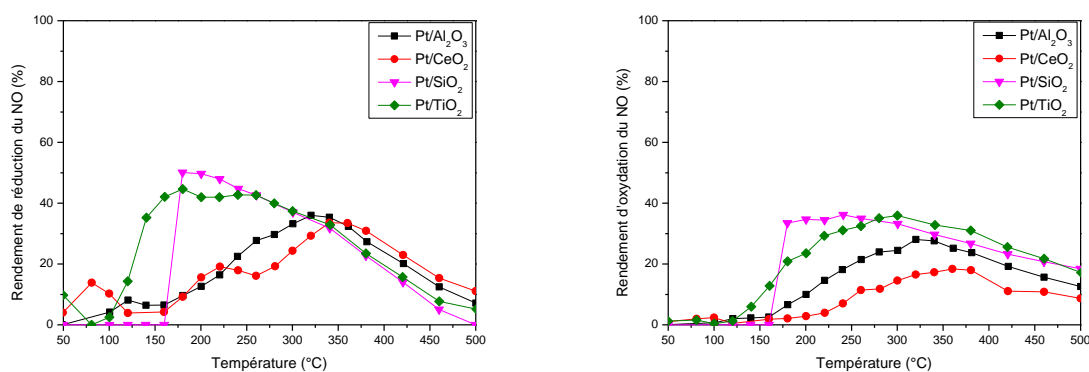 Rendement de réduction du NO (%)
100
80
60
40
20
0
50 100 150 200 250 300 350 400 450 500
Température (°C)
Pt/Al₂O₃
Pt/CeO₂
Pt/SiO₂
Pt/TiO₂
Rendement d'oxydation du NO (%)
100
80
60
40
20
0
50 100 150 200 250 300 350 400 450 500
Température (°C)
Pt/Al₂O₃
Pt/CeO₂
Pt/SiO₂
Pt/TiO₂